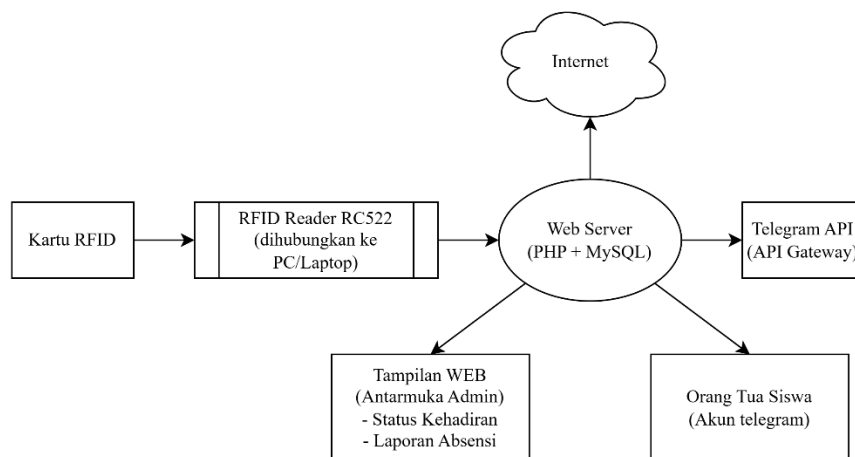 Internet
Kartu RFID
RFID Reader RC522
(dihubungkan ke
PC/Laptop)
Web Server
(PHP + MySQL)
Telegram API
(API Gateway)
Tampilan WEB
(Antarmuka Admin)
- Status Kehadiran
- Laporan Absensi
Orang Tua Siswa
(Akun telegram)